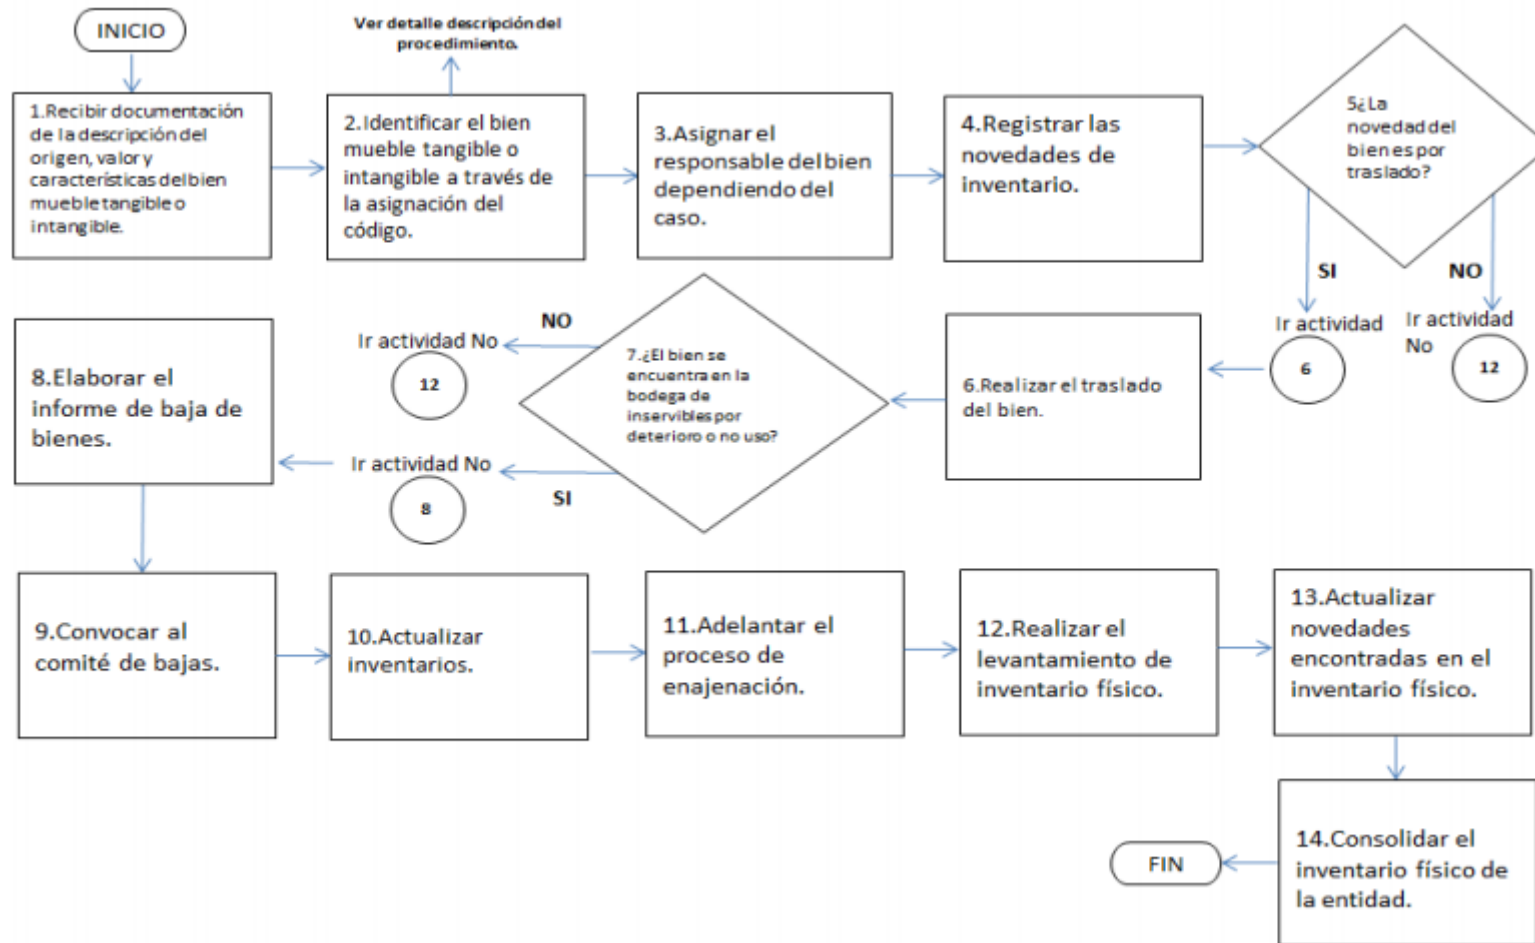 INICIO
Ver detalle descripción del
procedimiento.
1.Recibir documentación
de la descripción del
origen, valor y
características del bien
mueble tangible o
intangible.
2.Identificar el bien
mueble tangible o
intangible a través de
la asignación del
código.
3.Asignar el
responsable del bien
dependiendo del
caso.
4.Registrar las
novedades de
inventario.
5¿La
novedad del
bien es por
traslado?
SI
NO
Ir actividad
6
Ir actividad
No
12
6.Realizar el traslado
del bien.
7.¿El bien se
encuentra en la
bodega de
inservibles por
deterioro o no uso?
NO
Ir actividad No
12
SI
Ir actividad No
8
8.Elaborar el
informe de baja de
bienes.
9.Convocar al
comité de bajas.
10.Actualizar
inventarios.
11.Adelantar el
proceso de
enajenación.
12.Realizar el
levantamiento de
inventario físico.
13.Actualizar
novedades
encontradas en el
inventario físico.
14.Consolidar el
inventario físico de
la entidad.
FIN